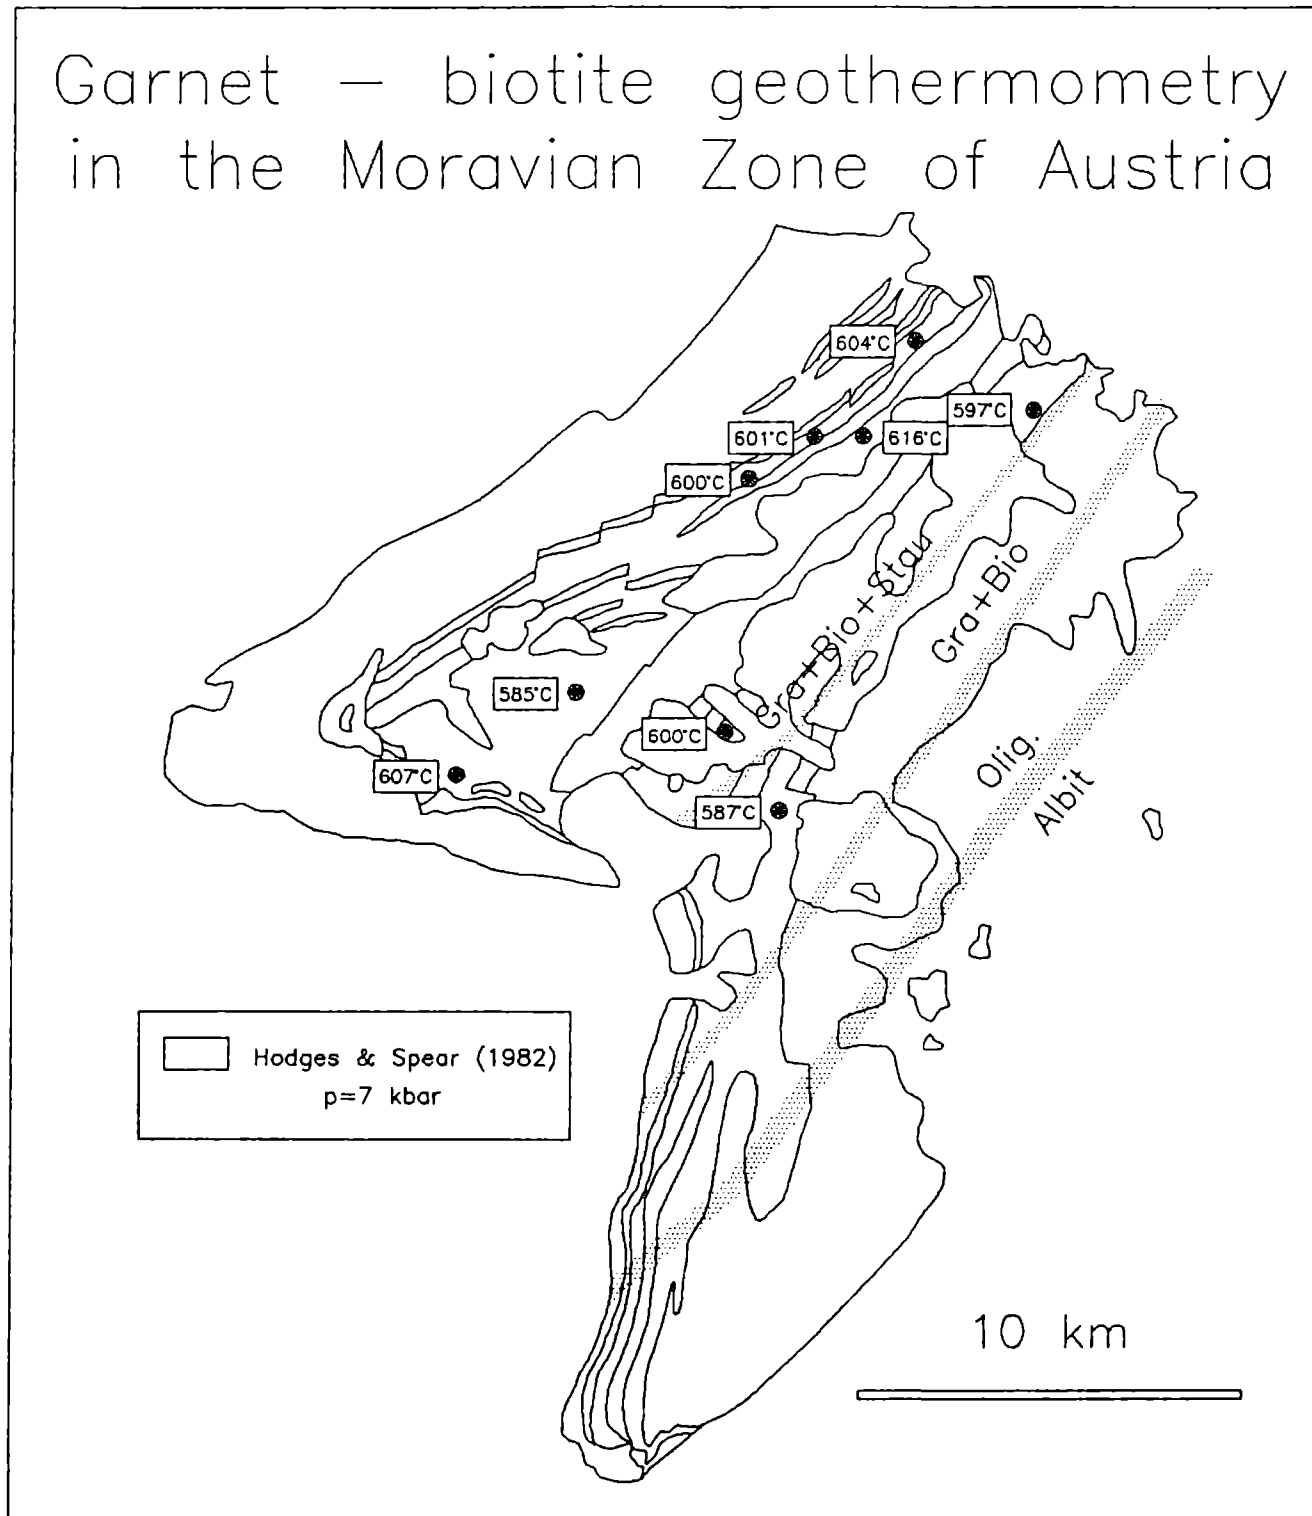 Garnet – biotite geothermometry
in the Moravian Zone of Austria
604°C
597°C
601°C
616°C
600°C
Gra+Bio+Stau
Gra+Bio
585°C
600°C
Olig.
Albit
607°C
587°C
Hodges & Spear (1982)
p=7 kbar
10 km